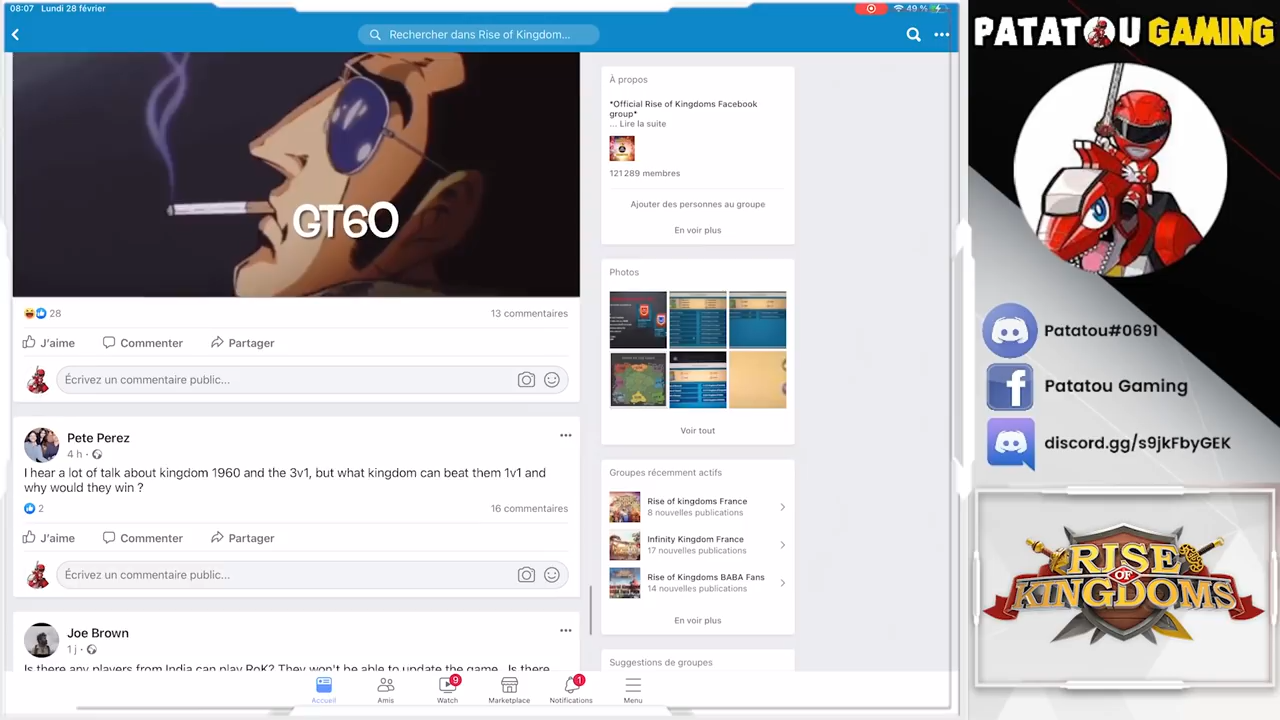 08:07 Lundi 28 février
49 %
Rechercher dans Rise of Kingdom...
GT60
28
13 commentaires
J'aime
Commenter
Partager
Écrivez un commentaire public...
Pete Perez
4 h
I hear a lot of talk about kingdom 1960 and the 3v1, but what kingdom can beat them 1v1 and
why would they win ?
2
16 commentaires
J'aime
Commenter
Partager
Écrivez un commentaire public...
Joe Brown
1 j
Is there any players from India can play RoK? They won't be able to update the game . Is there
À propos
*Official Rise of Kingdoms Facebook
group*
... Lire la suite
121 289 membres
Ajouter des personnes au groupe
En voir plus
Photos
Voir tout
Groupes récemment actifs
Rise of kingdoms France
8 nouvelles publications
Infinity Kingdom France
17 nouvelles publications
Rise of Kingdoms BABA Fans
14 nouvelles publications
En voir plus
Suggestions de groupes
Accueil
Amis
9
Watch
Marketplace
1
Notifications
Menu
PATATOU GAMING
Patatou#0691
Patatou Gaming
discord.gg/s9jkFbyGEK
RISE
OF
KINGDOMS